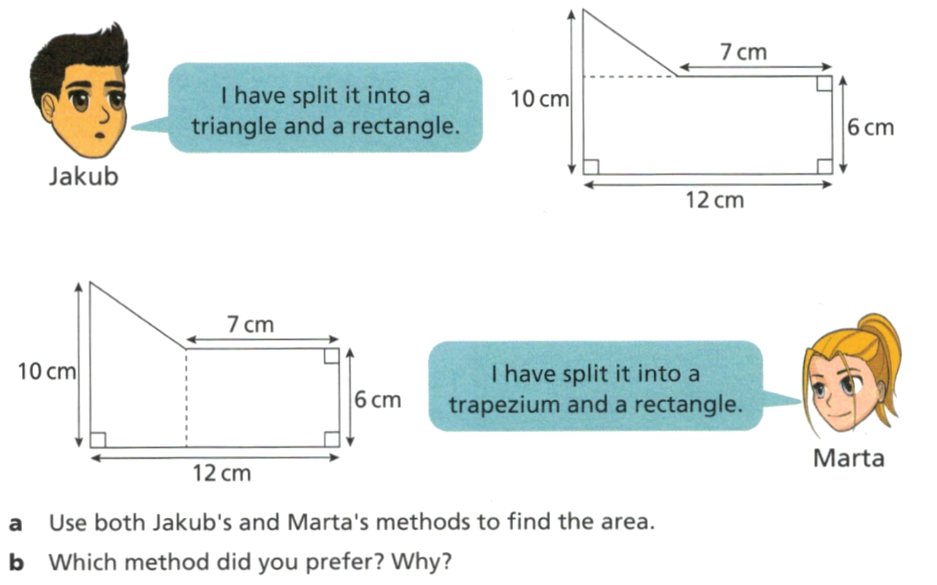 I have split it into a
triangle and a rectangle.
Jakub
7 cm
10 cm
6 cm
12 cm
7 cm
10 cm
6 cm
12 cm
I have split it into a
trapezium and a rectangle.
Marta
a Use both Jakub's and Marta's methods to find the area.
b Which method did you prefer? Why?